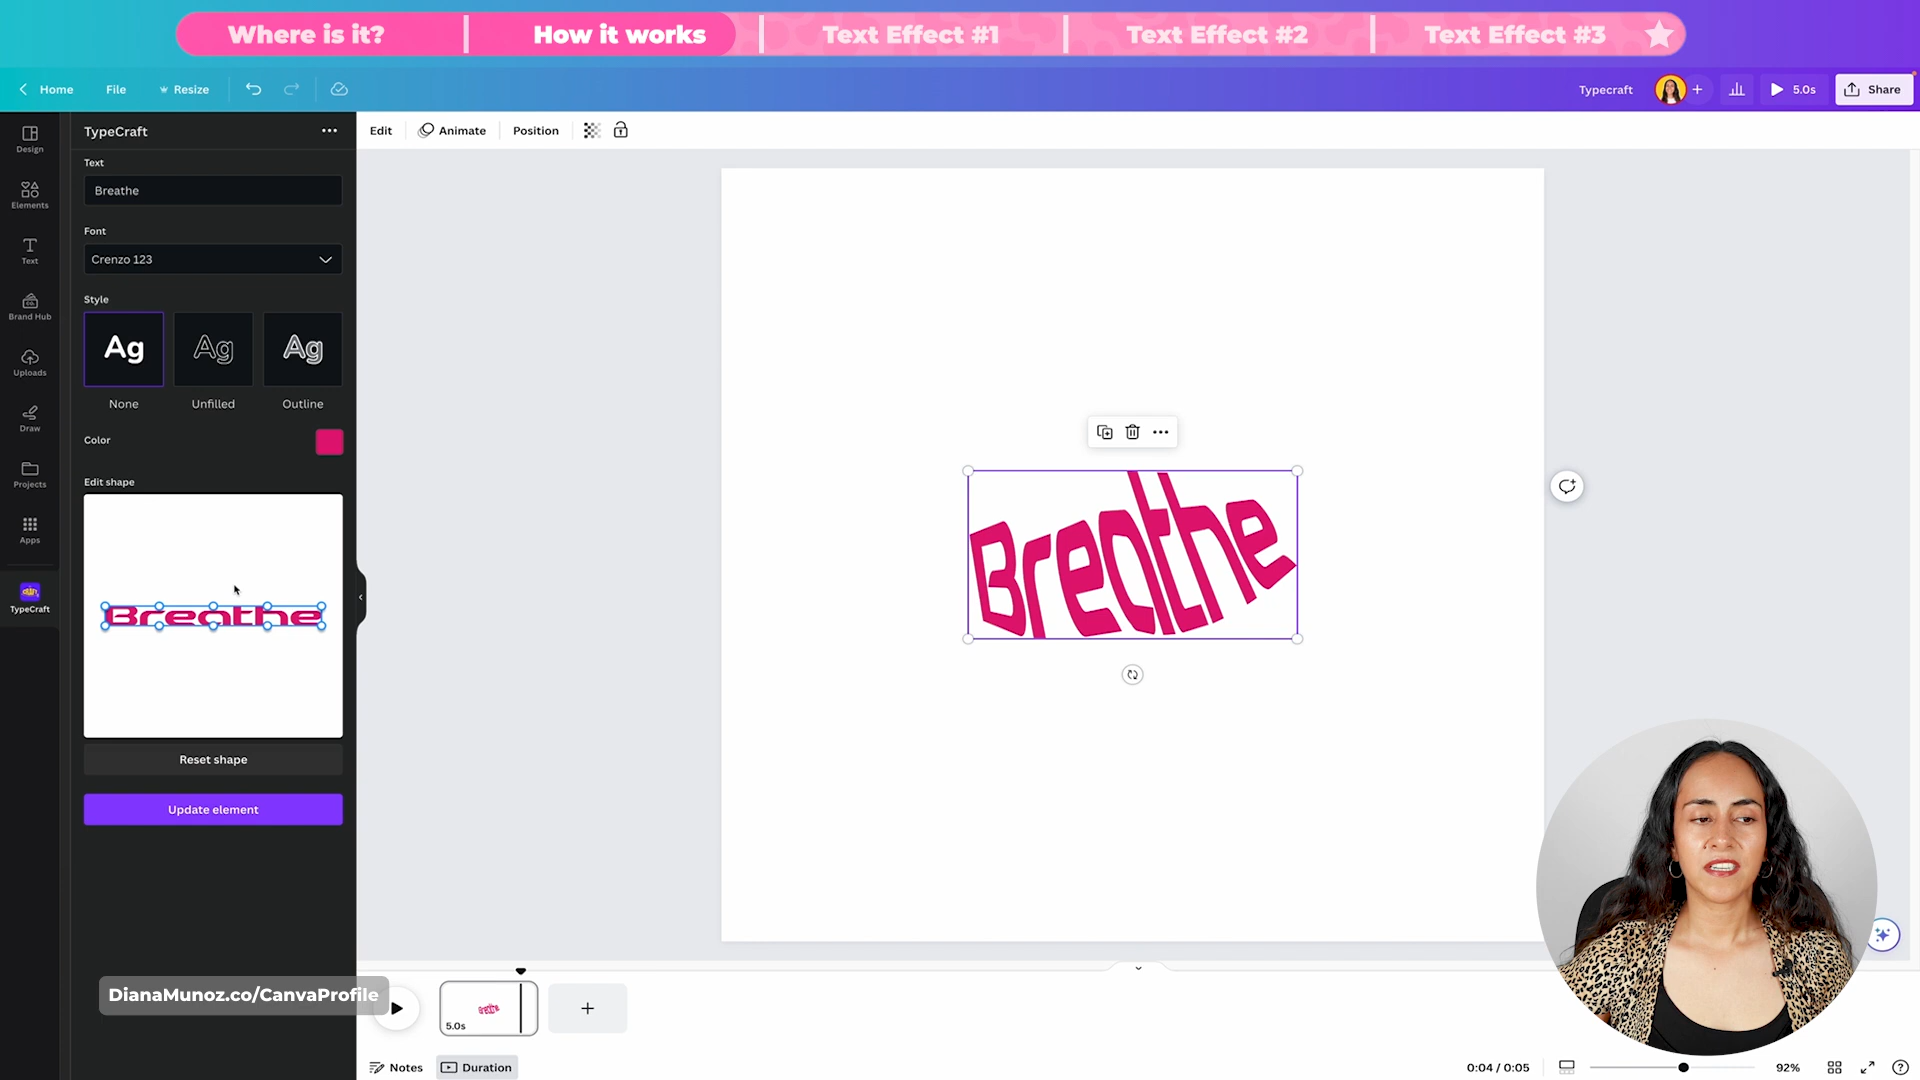 Where is it?
How it works
Text Effect #1
Text Effect #2
Text Effect #3
Home
File
Resize
Typecraft
5.0s
Share
Design
Elements
Text
Brand Hub
Uploads
Draw
Projects
Apps
TypeCraft
TypeCraft
Text
Breathe
Font
Crenzo 123
Style
Ag
Ag
Ag
None
Unfilled
Outline
Color
Edit shape
Breathe
Reset shape
Update element
Edit
Animate
Position
Breathe
DianaMunoz.co/CanvaProfile
Breathe
5.0s
Notes
Duration
0:04 / 0:05
92%